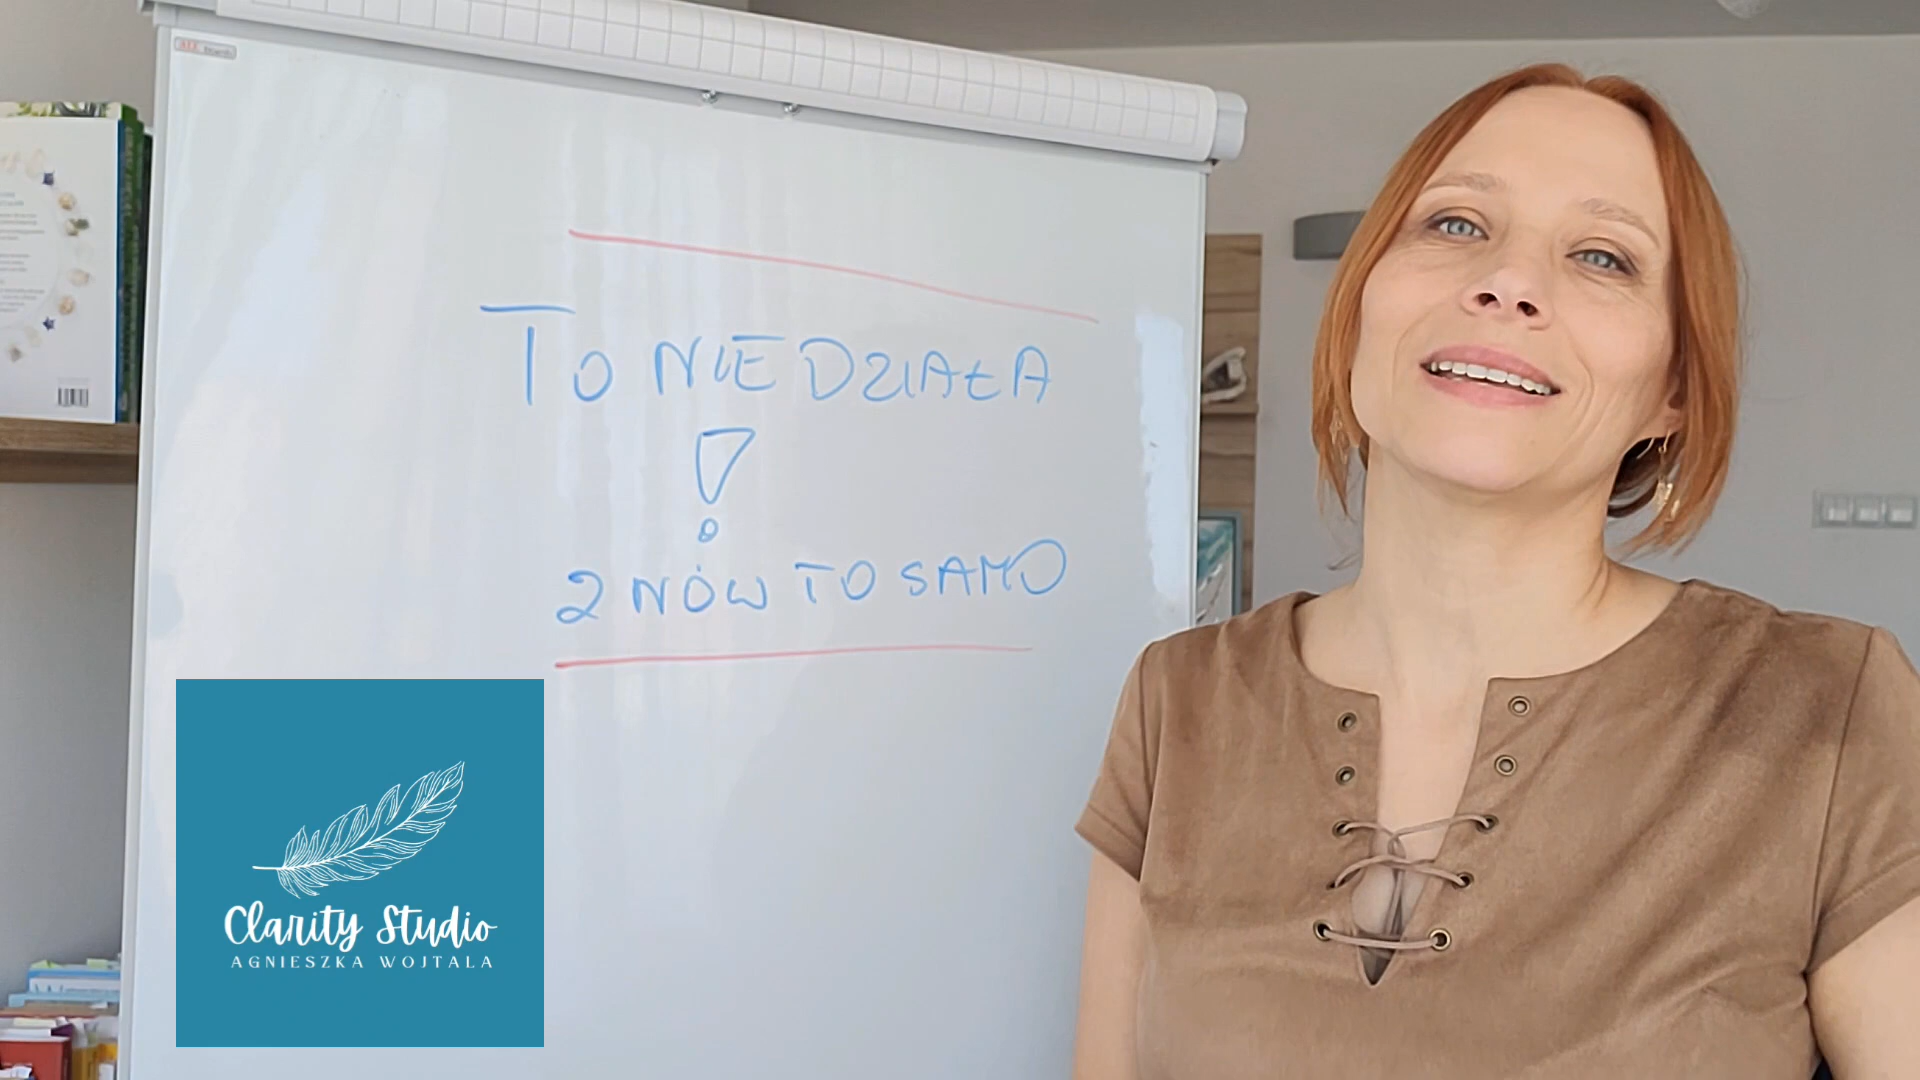 TO NIE DZIAŁA
!
ZNÓW TO SAMO
Clarity Studio
AGNIESZKA WOJTALA